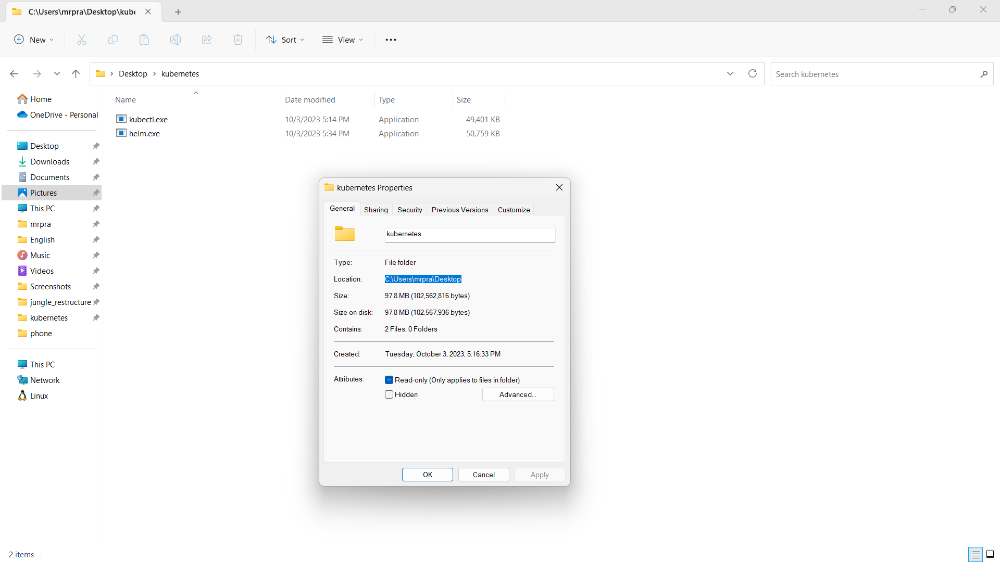 C:\Users\mrpra\Desktop\kube
New
Sort
View
Desktop
kubernetes
Search kubernetes
Home
OneDrive - Personal
Desktop
Downloads
Documents
Pictures
This PC
mrpra
English
Music
Videos
Screenshots
jungle_restructure
kubernetes
phone
This PC
Network
Linux
Name Date modified Type Size
kubectl.exe 10/3/2023 5:14 PM Application 49,401 KB
helm.exe 10/3/2023 5:34 PM Application 50,759 KB
kubernetes Properties
General Sharing Security Previous Versions Customize
kubernetes
Type: File folder
Location: C:\Users\mrpra\Desktop
Size: 97.8 MB (102,562,816 bytes)
Size on disk: 97.8 MB (102,567,936 bytes)
Contains: 2 Files, 0 Folders
Created: Tuesday, October 3, 2023, 5:16:33 PM
Attributes: Read-only (Only applies to files in folder)
Hidden Advanced...
OK Cancel Apply
2 items